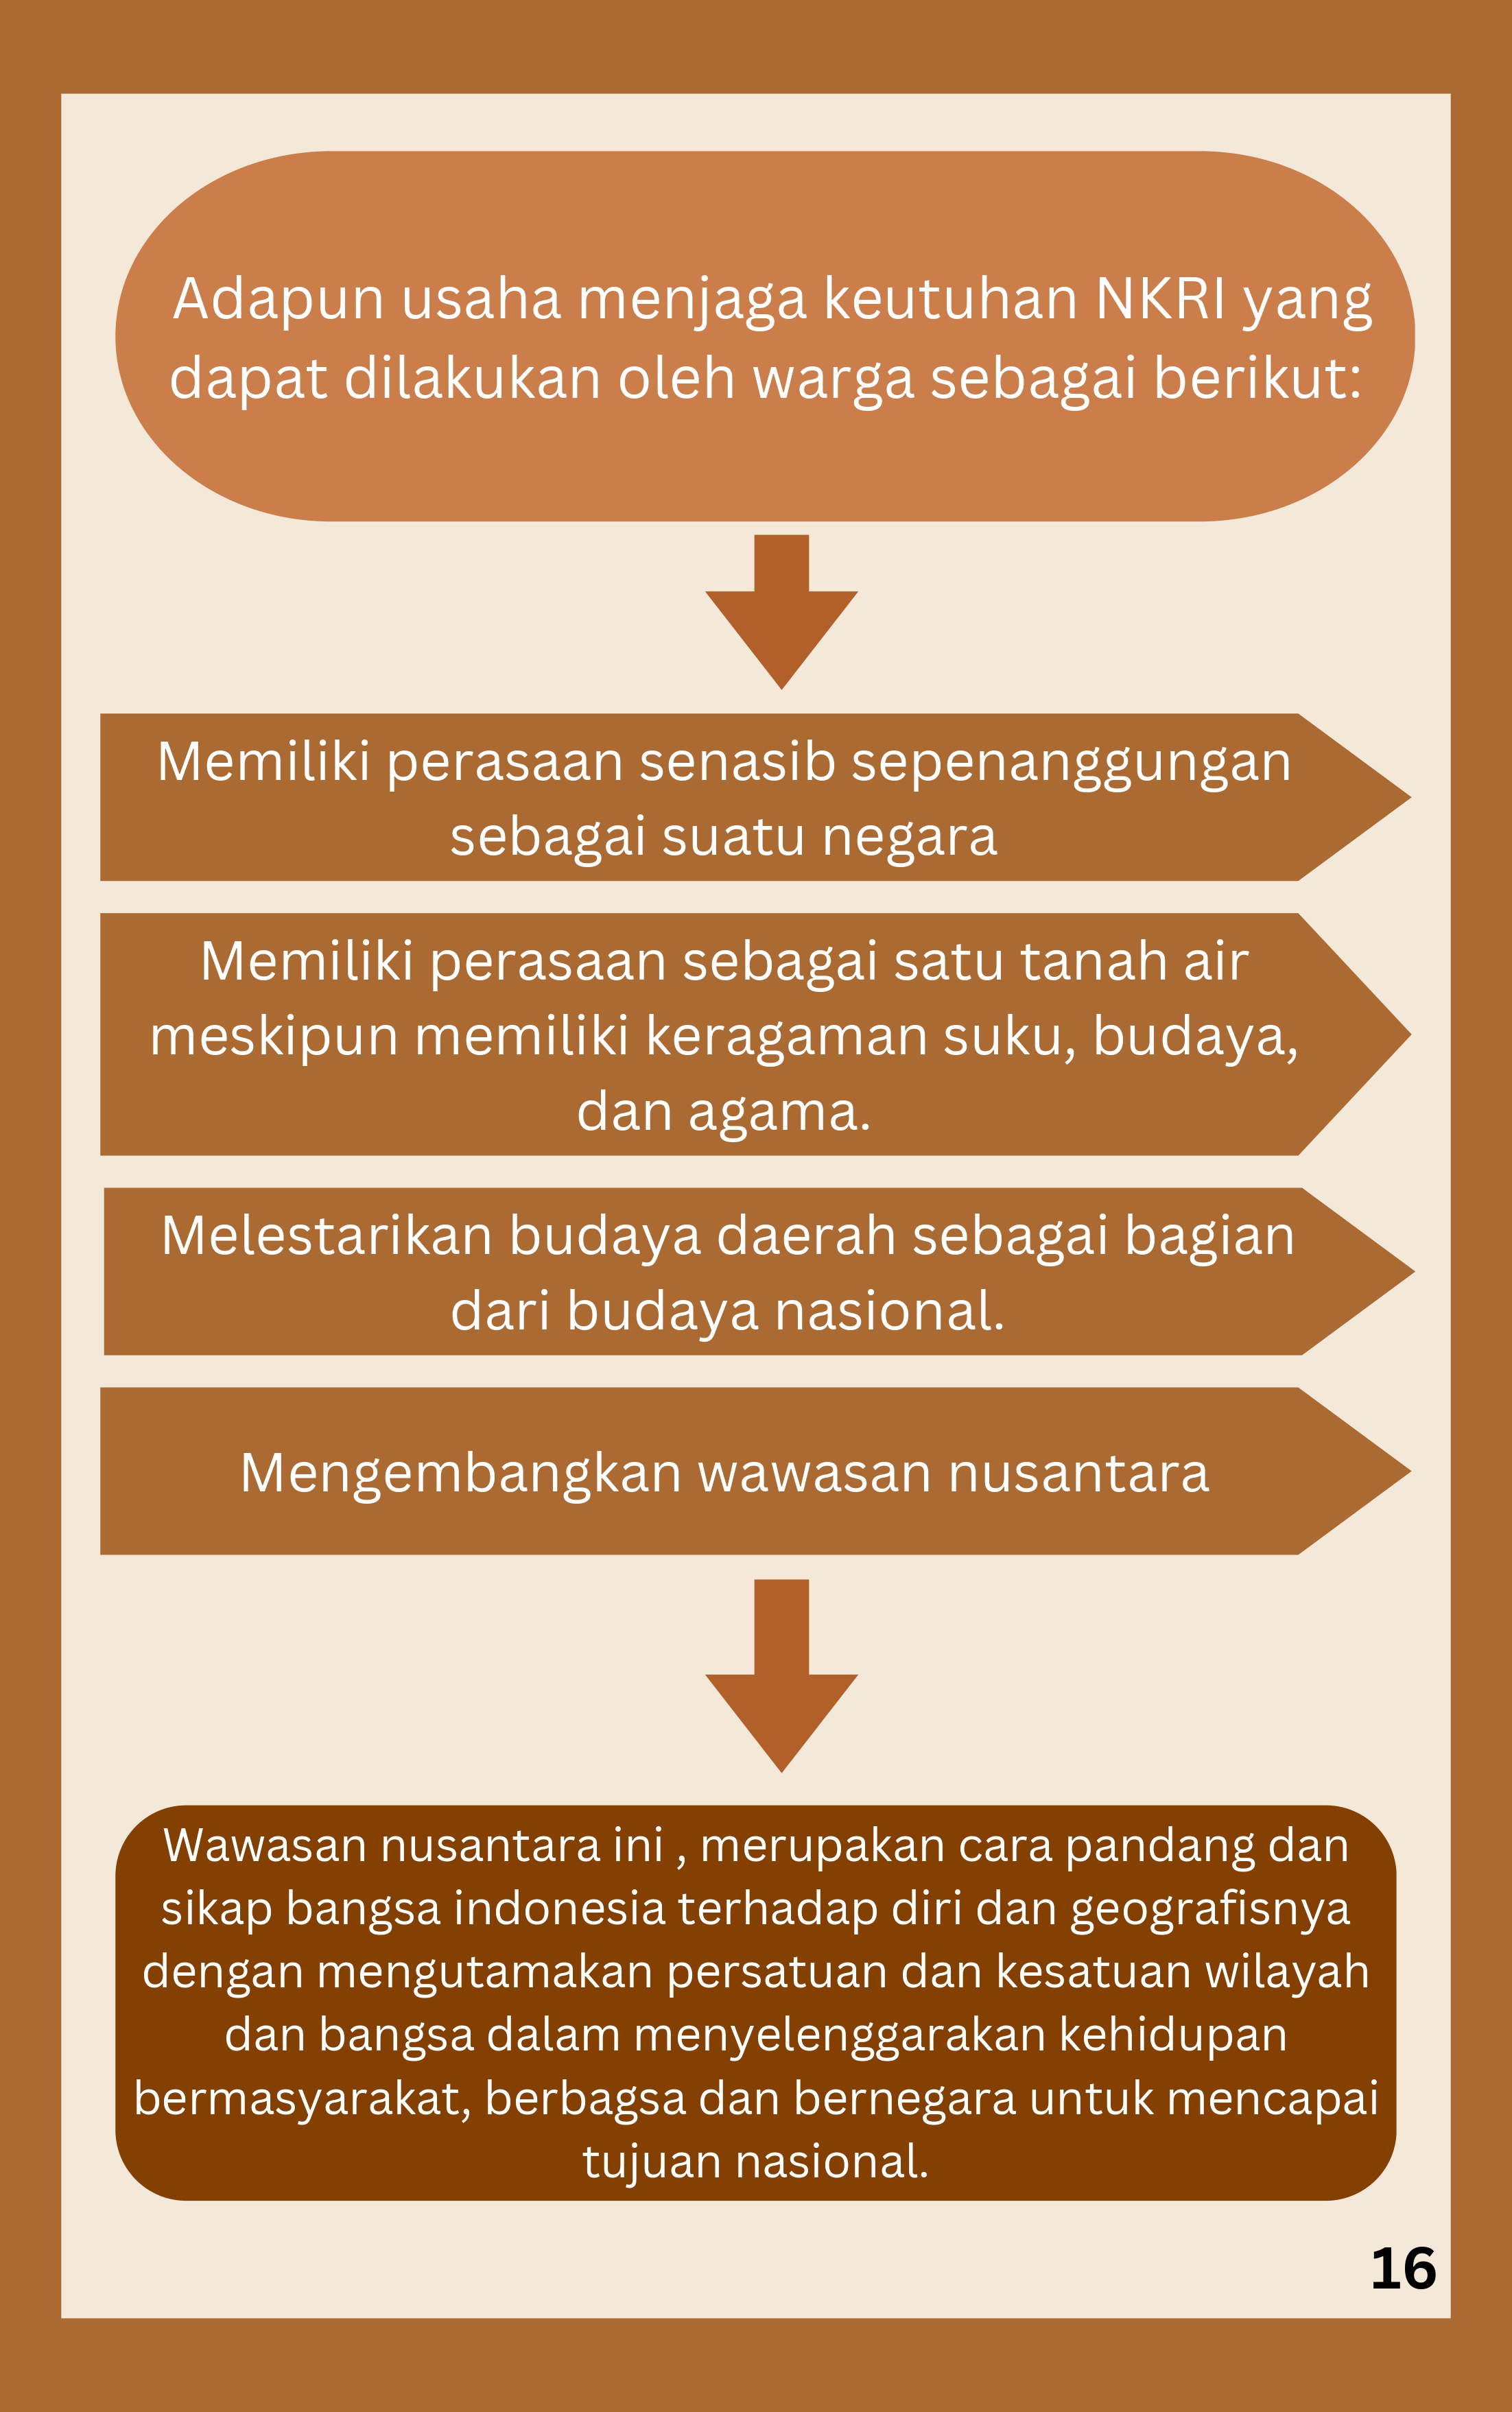 Adapun usaha menjaga keutuhan NKRI yang
dapat dilakukan oleh warga sebagai berikut:
Memiliki perasaan senasib sepenanggungan
sebagai suatu negara
Memiliki perasaan sebagai satu tanah air
meskipun memiliki keragaman suku, budaya,
dan agama.
Melestarikan budaya daerah sebagai bagian
dari budaya nasional.
Mengembangkan wawasan nusantara
Wawasan nusantara ini , merupakan cara pandang dan
sikap bangsa indonesia terhadap diri dan geografisnya
dengan mengutamakan persatuan dan kesatuan wilayah
dan bangsa dalam menyelenggarakan kehidupan
bermasyarakat, berbagsa dan bernegara untuk mencapai
tujuan nasional.
16